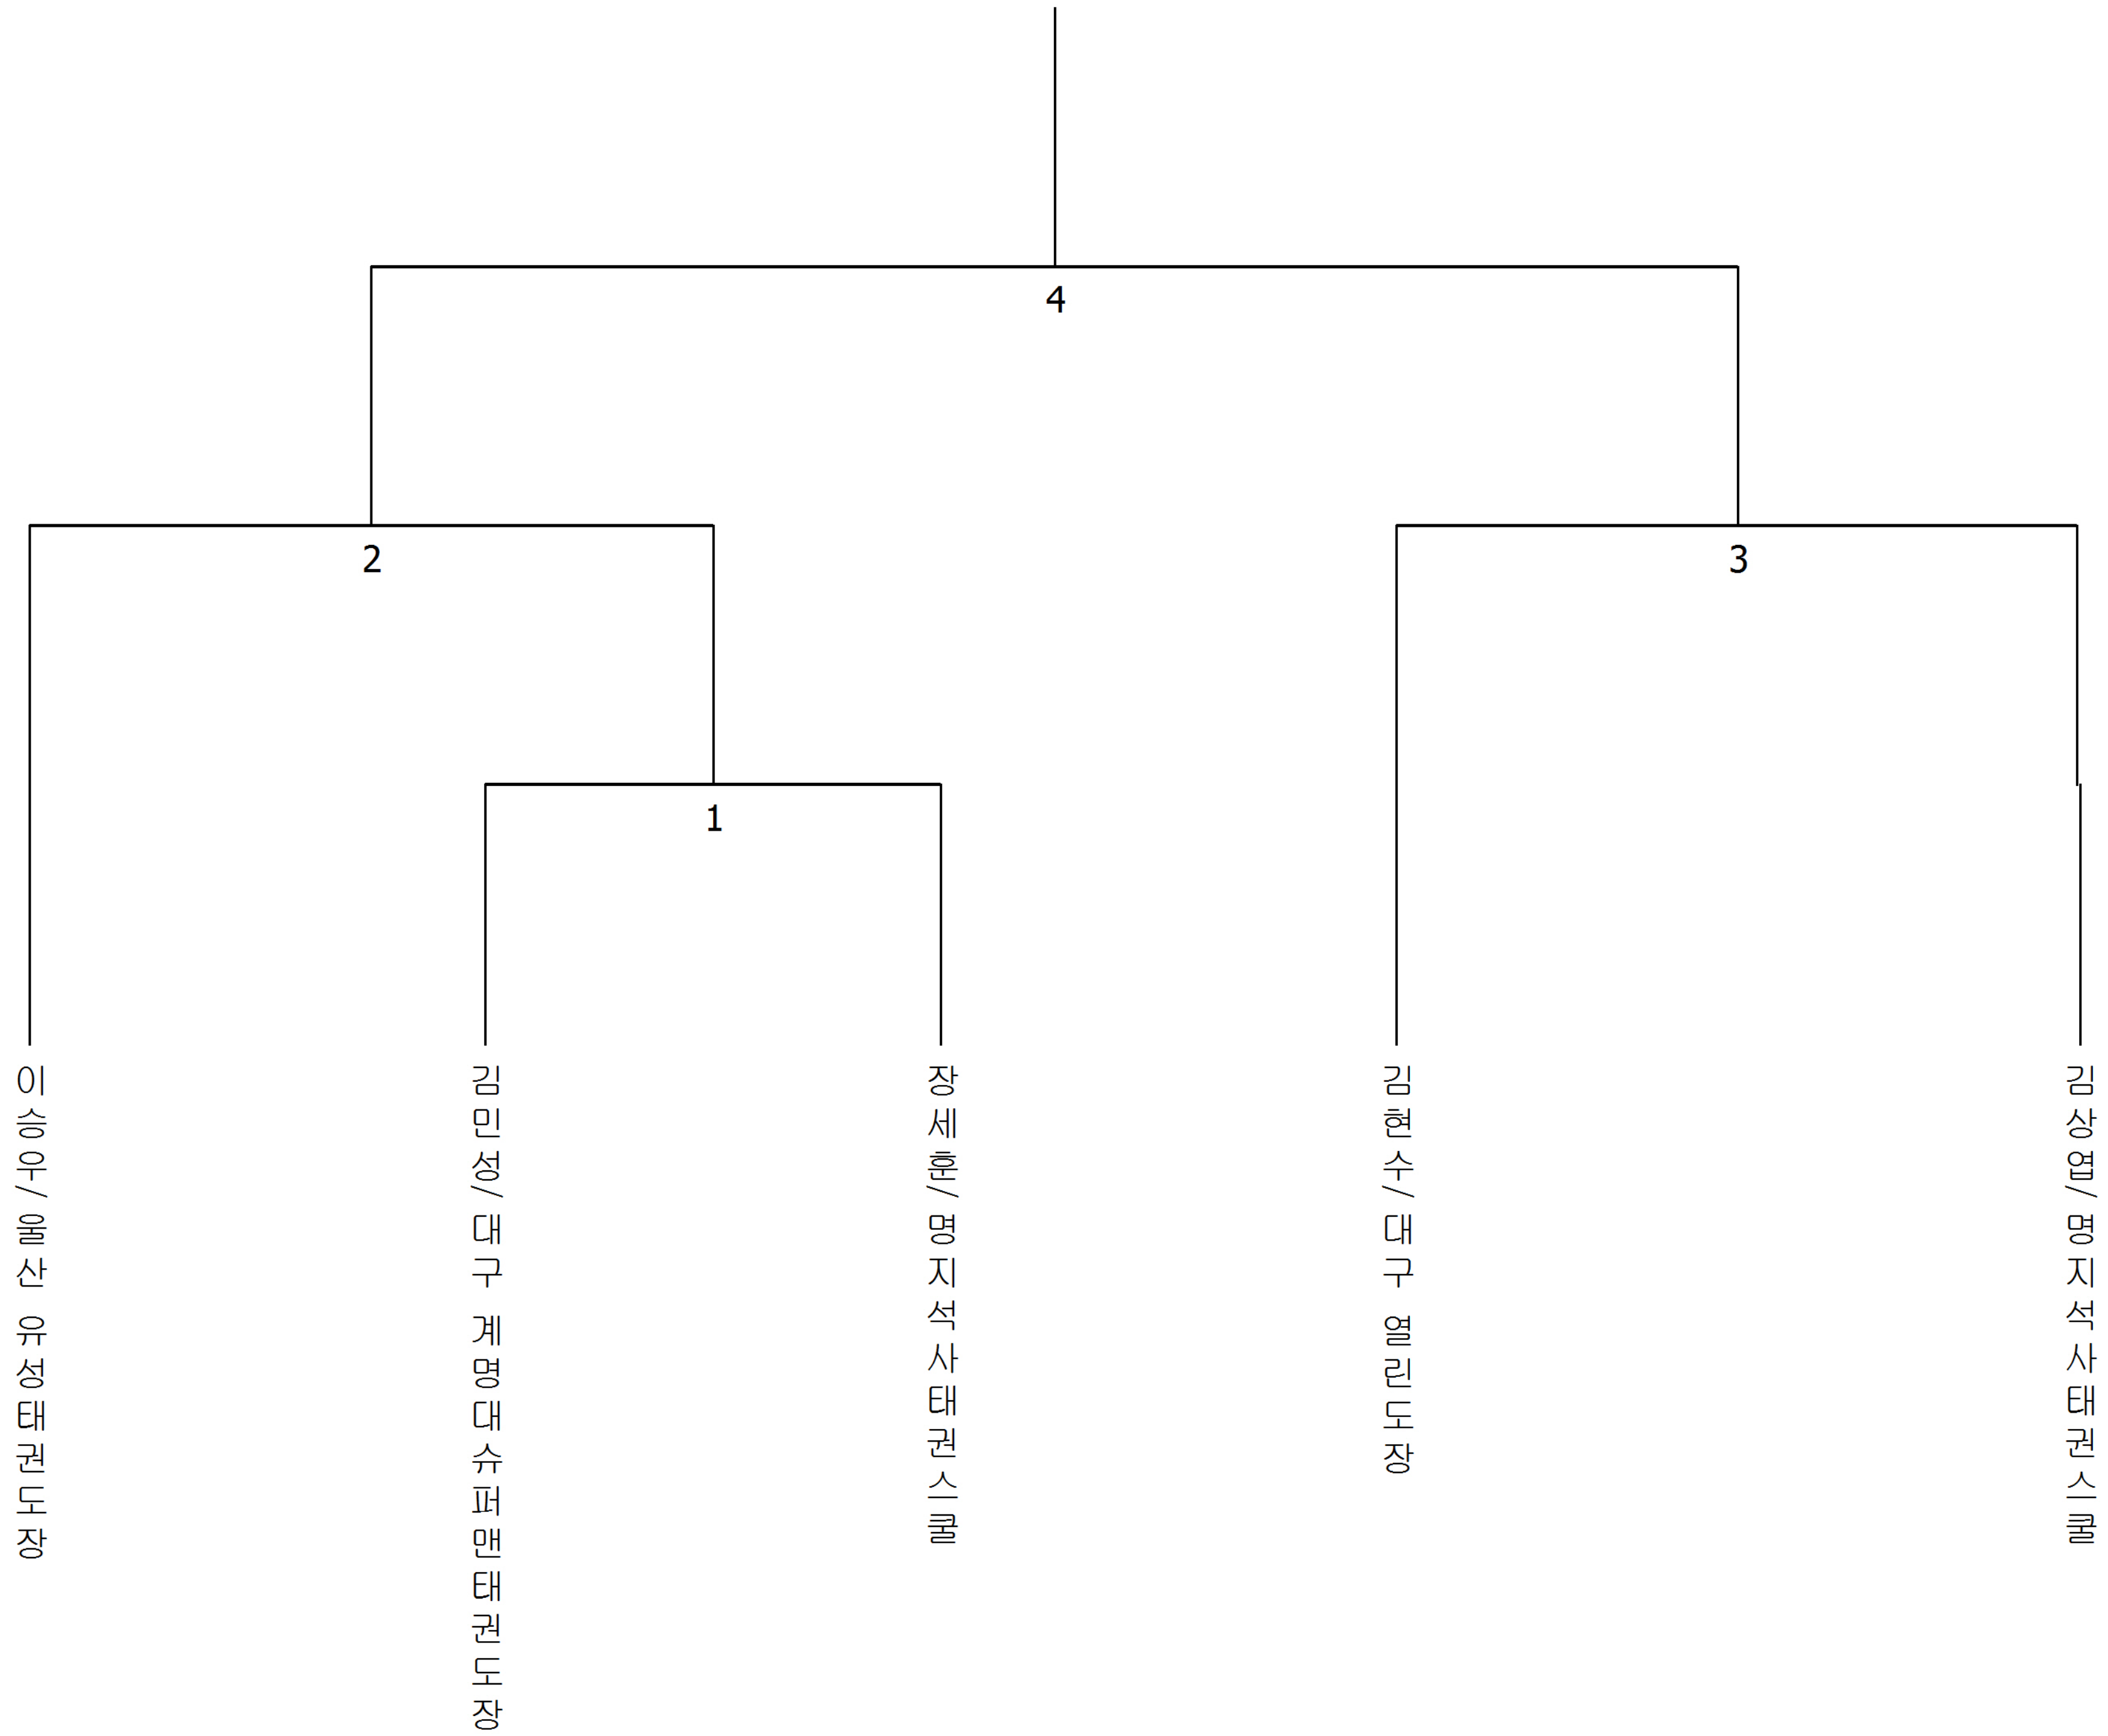 4
2
3
1
이승우/울산 유성태권도장
김민성/대구 계명대슈퍼맨태권도장
장세훈/명지석사태권스쿨
김현수/대구 열린도장
김상엽/명지석사태권스쿨